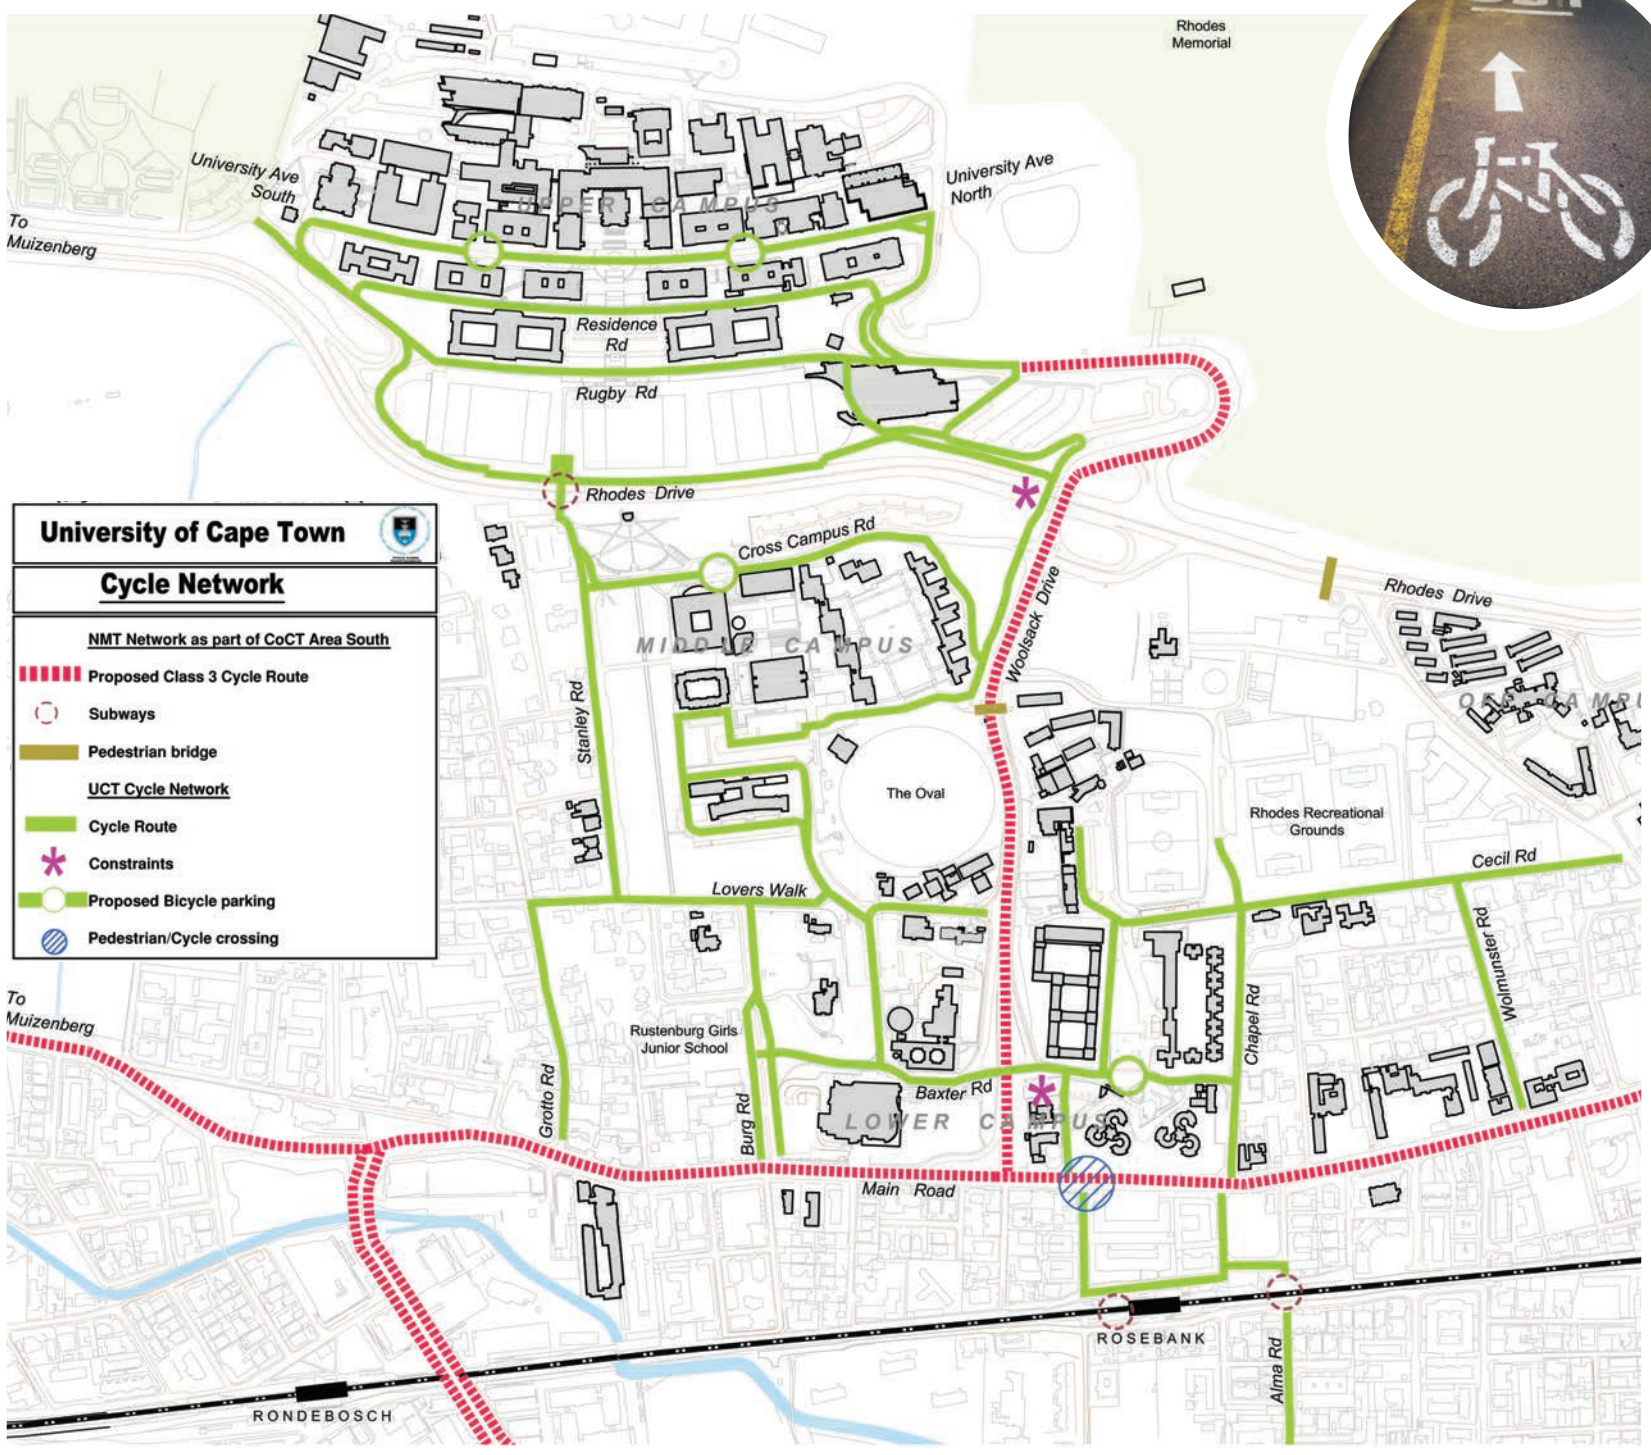 Rhodes
Memorial
University Ave
South
University Ave
North
To
Muizenberg
UPPER CAMPUS
Residence
Rd
Rugby Rd
Rhodes Drive
Cross Campus Rd
Rhodes Drive
Woolsack Drive
MIDDLE CAMPUS
Stanley Rd
The Oval
Rhodes Recreational
Grounds
Cecil Rd
Lovers Walk
Wolmunster Rd
Chapel Rd
Rustenburg Girls
Junior School
Grotto Rd
Burg Rd
Baxter Rd
LOWER CAMPUS
Main Road
To
Muizenberg
ROSEBANK
Alma Rd
RONDEBOSCH
University of Cape Town
Cycle Network
NMT Network as part of CoCT Area South
Proposed Class 3 Cycle Route
Subways
Pedestrian bridge
UCT Cycle Network
Cycle Route
Constraints
Proposed Bicycle parking
Pedestrian/Cycle crossing